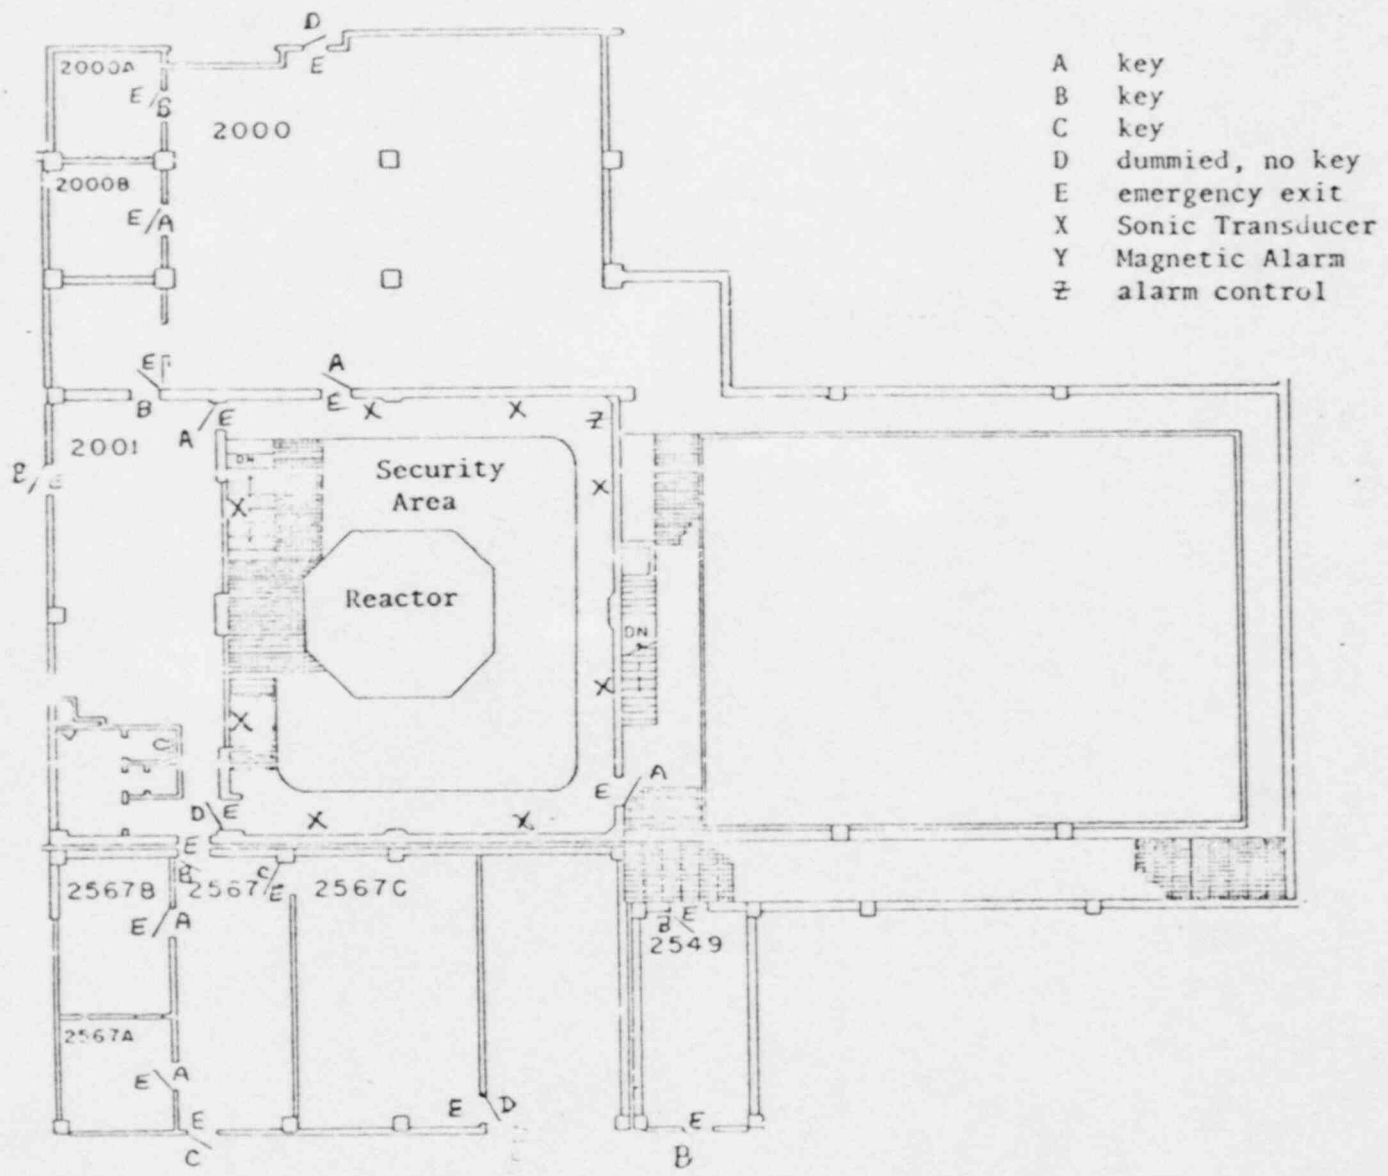 D
E
2000A
E/B
2000
2000B
E/A
A key
B key
C key
D dummied, no key
E emergency exit
X Sonic Transducer
Y Magnetic Alarm
Z alarm control
E
A
B
E
X
X
Z
A
E
2001
DN
Security
Area
B
E
X
X
Reactor
DN
X
X
C
A
E
D
E
X
X
E
B
C
2567B
2567
E
2567C
E
A
E
B
2549
2567A
E
A
E
D
E
C
E
B